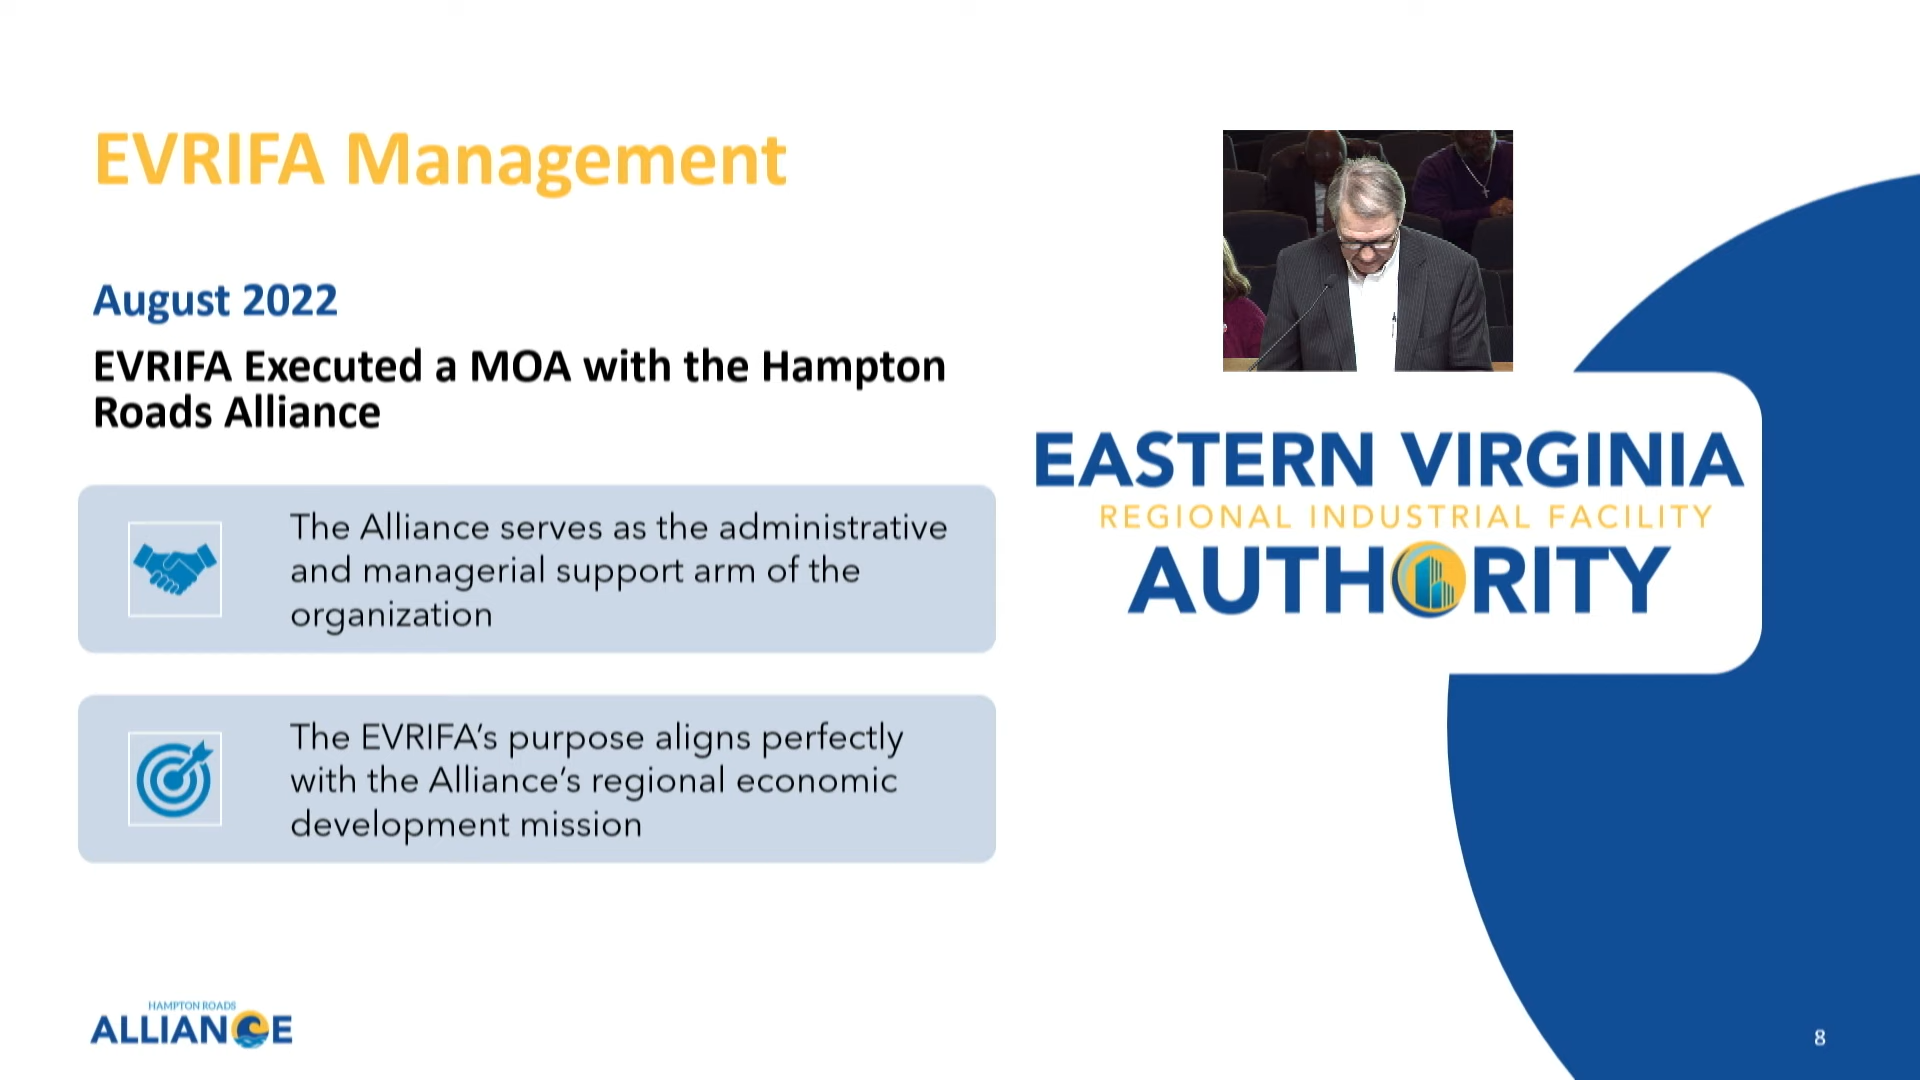 EVRIFA Management
August 2022
EVRIFA Executed a MOA with the Hampton
Roads Alliance
The Alliance serves as the administrative
and managerial support arm of the
organization
The EVRIFA’s purpose aligns perfectly
with the Alliance’s regional economic
development mission
EASTERN VIRGINIA
REGIONAL INDUSTRIAL FACILITY
AUTHORITY
HAMPTON ROADS
ALLIANCE
8